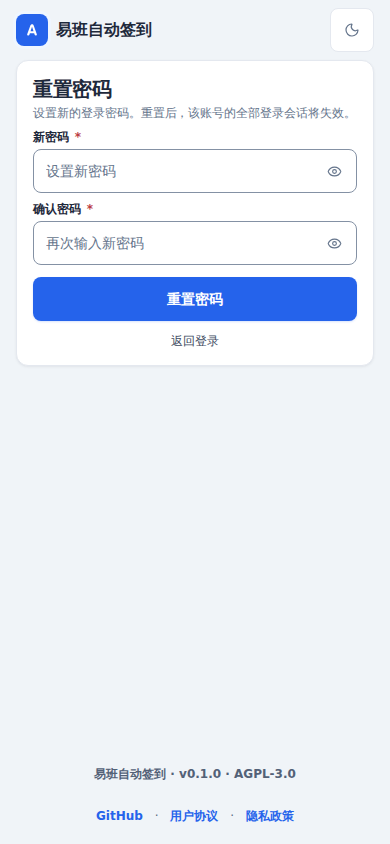 A 易班自动签到
重置密码
设置新的登录密码。重置后，该账号的全部登录会话将失效。
新密码 *
设置新密码
确认密码 *
再次输入新密码
重置密码
返回登录
易班自动签到 · v0.1.0 · AGPL-3.0
GitHub · 用户协议 · 隐私政策